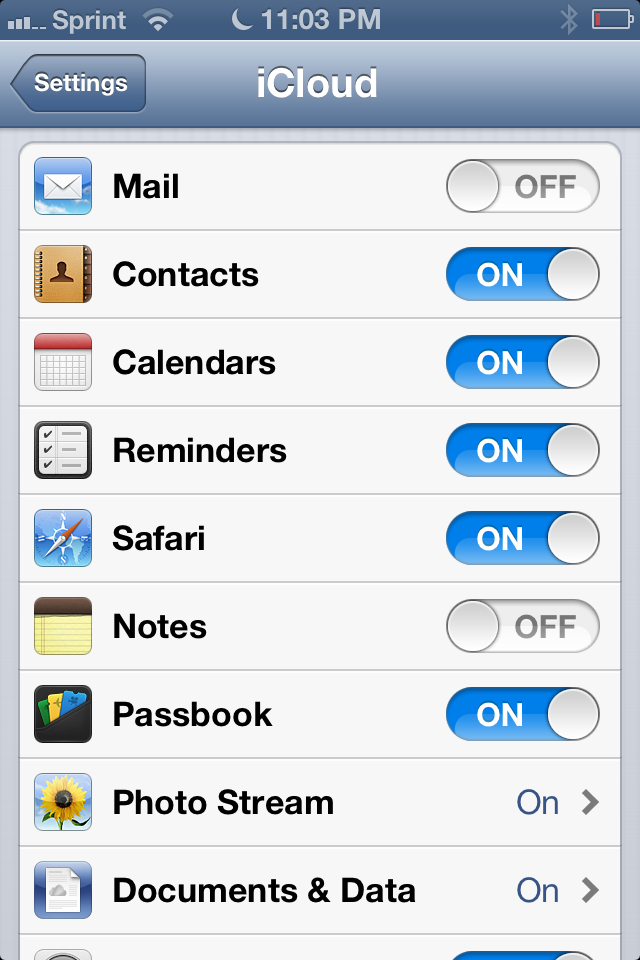 Sprint 11:03 PM
Settings iCloud
Mail OFF
Contacts ON
Calendars ON
Reminders ON
Safari ON
Notes OFF
Passbook ON
Photo Stream On
Documents & Data On